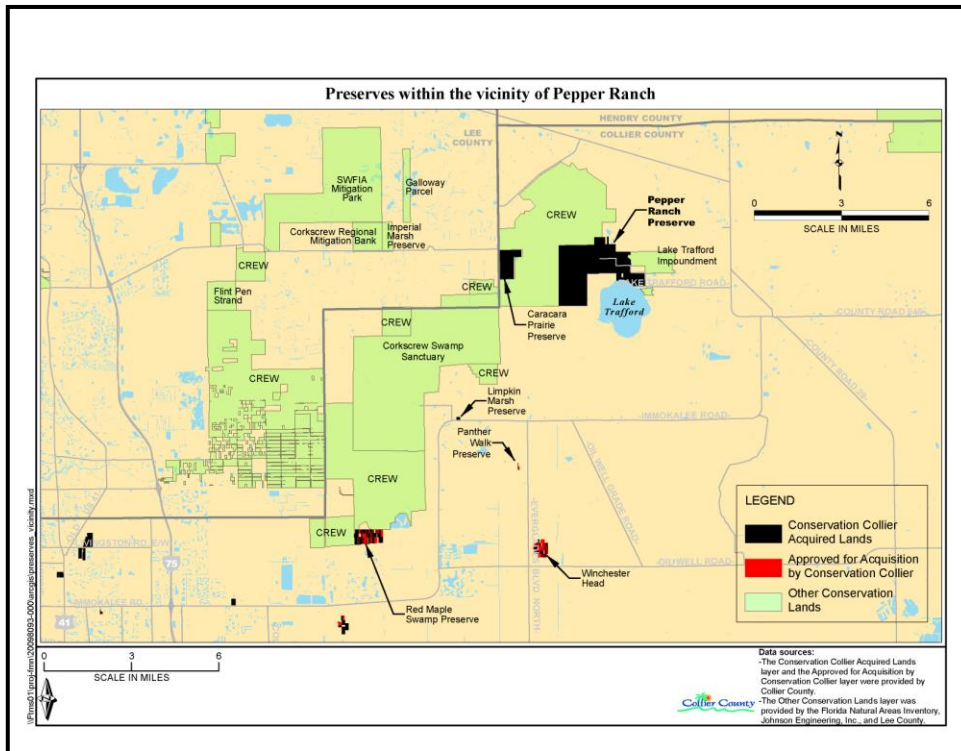 Preserves within the vicinity of Pepper Ranch
HENDRY COUNTY
COLLIER COUNTY
LEE
COUNTY
N
0 3 6
SCALE IN MILES
SWFIA
Mitigation
Park
Galloway
Parcel
Corkscrew Regional
Mitigation Bank
Imperial
Marsh
Preserve
CREW
Pepper
Ranch
Preserve
Lake Trafford
Impoundment
CREW
Flint Pen
Strand
CREW
LAKE TRAFFORD ROAD
Lake
Trafford
Caracara
Prairie
Preserve
COUNTY ROAD
COUNTY ROAD
CREW
Corkscrew Swamp
Sanctuary
CREW
CREW
Limpkin
Marsh
Preserve
IMMOKALEE ROAD
Panther
Walk
Preserve
OIL WELL GRADE ROAD
CREW
LEGEND
Conservation Collier
Acquired Lands
Approved for Acquisition
by Conservation Collier
Other Conservation
Lands
CREW
LIVINGSTON RD. E/W
75
OIL WELL ROAD
Winchester
Head
IMMOKALEE RD.
Red Maple
Swamp Preserve
41
0 3 6
SCALE IN MILES
Data sources:
-The Conservation Collier Acquired Lands
layer and the Approved for Acquisition by
Conservation Collier layer were provided by
Collier County.
-The Other Conservation Lands layer was
provided by the Florida Natural Areas Inventory,
Johnson Engineering, Inc., and Lee County.
Collier County